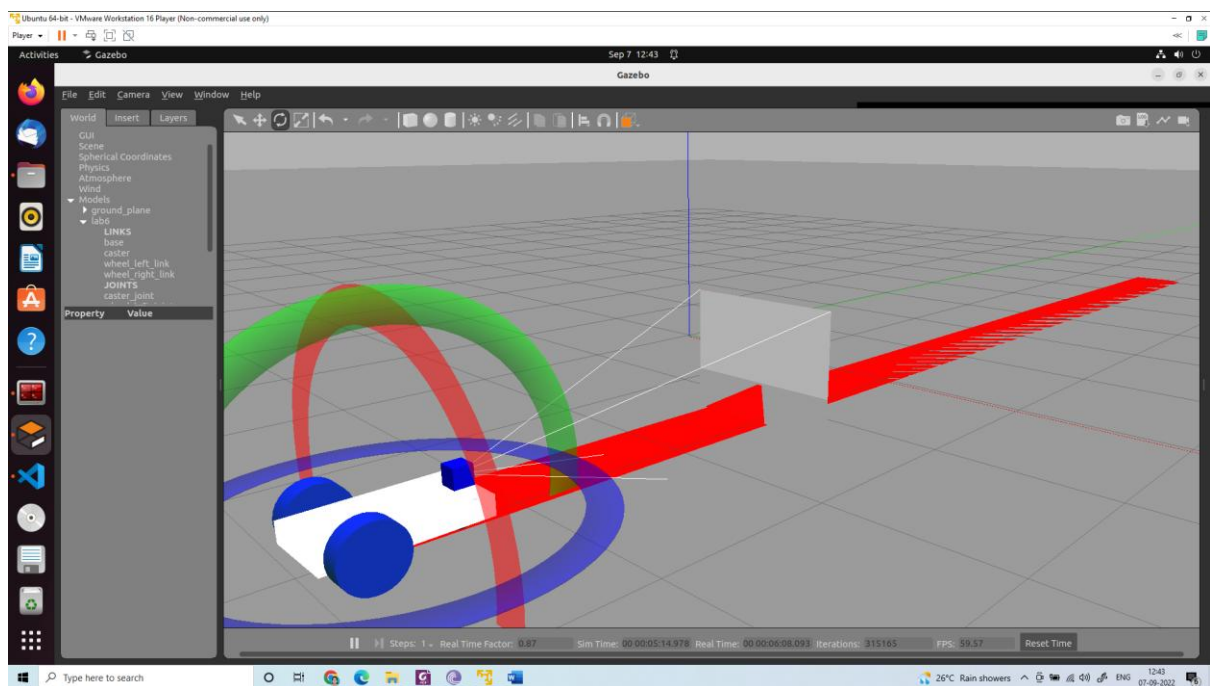 Ubuntu 64-bit - VMware Workstation 16 Player (Non-commercial use only)
Player
Activities Gazebo Sep 7 12:43
Gazebo
File Edit Camera View Window Help
World Insert Layers
GUI
Scene
Spherical Coordinates
Physics
Atmosphere
Wind
Models
ground_plane
lab6
LINKS
base
caster
wheel_left_link
wheel_right_link
JOINTS
caster_joint
Property Value
Steps: 1 Real Time Factor: 0.87 Sim Time: 00 00:05:14.978 Real Time: 00 00:06:08.093 Iterations: 315165 FPS: 59.57 Reset Time
Type here to search 26°C Rain showers ENG 12:43
07-09-2022